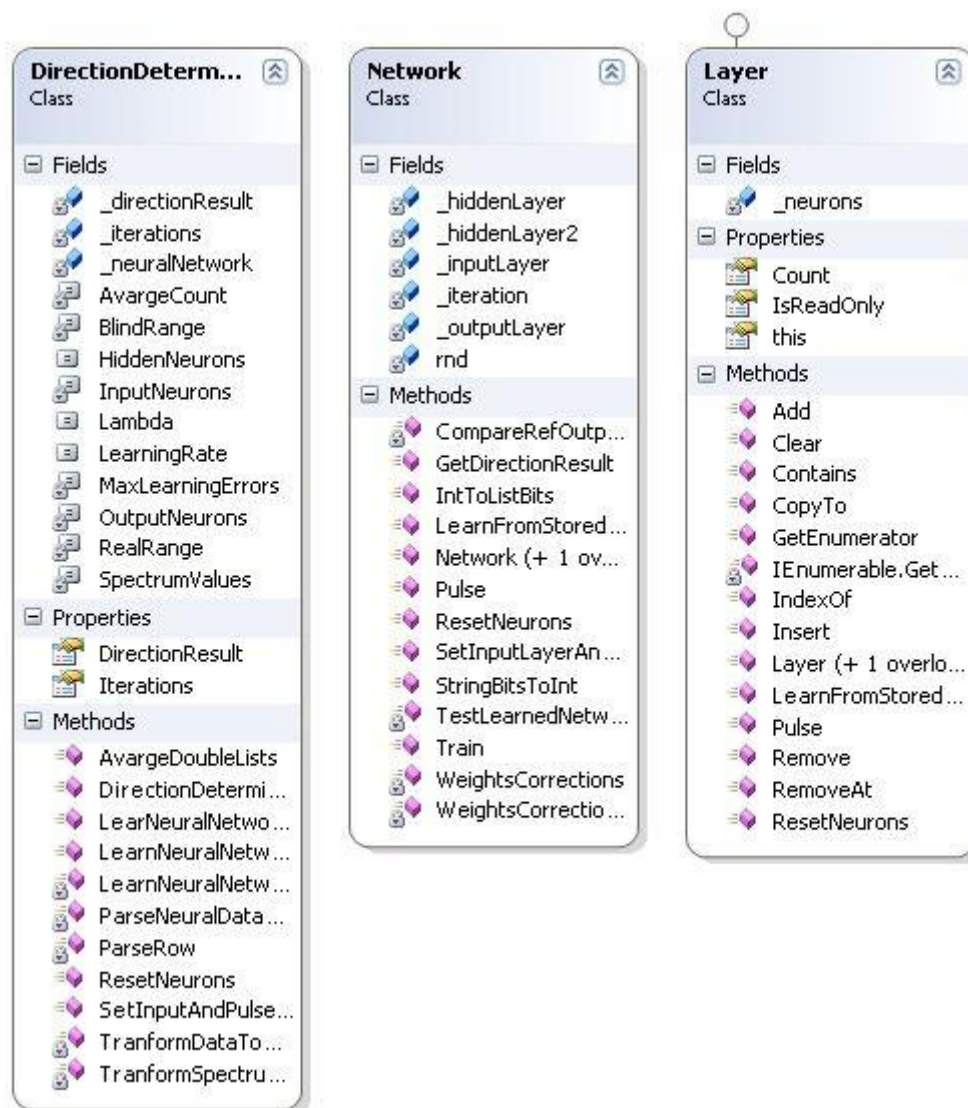 DirectionDeterm...
Class
Fields
_directionResult
_iterations
_neuralNetwork
AvargeCount
BlindRange
HiddenNeurons
InputNeurons
Lambda
LearningRate
MaxLearningErrors
OutputNeurons
RealRange
SpectrumValues
Properties
DirectionResult
Iterations
Methods
AvargeDoubleLists
DirectionDetermi...
LearNeuralNetwo...
LearnNeuralNetw...
LearnNeuralNetw...
ParseNeuralData...
ParseRow
ResetNeurons
SetInputAndPulse...
TranformDataTo...
TranformSpectru...
Network
Class
Fields
_hiddenLayer
_hiddenLayer2
_inputLayer
_iteration
_outputLayer
rnd
Methods
CompareRefOutp...
GetDirectionResult
IntToListBits
LearnFromStored...
Network (+ 1 ov...
Pulse
ResetNeurons
SetInputLayerAn...
StringBitsToInt
TestLearnedNetw...
Train
WeightsCorrections
WeightsCorrectio...
Layer
Class
Fields
_neurons
Properties
Count
IsReadOnly
this
Methods
Add
Clear
Contains
CopyTo
GetEnumerator
IEnumerable.Get...
IndexOf
Insert
Layer (+ 1 overlo...
LearnFromStored...
Pulse
Remove
RemoveAt
ResetNeurons